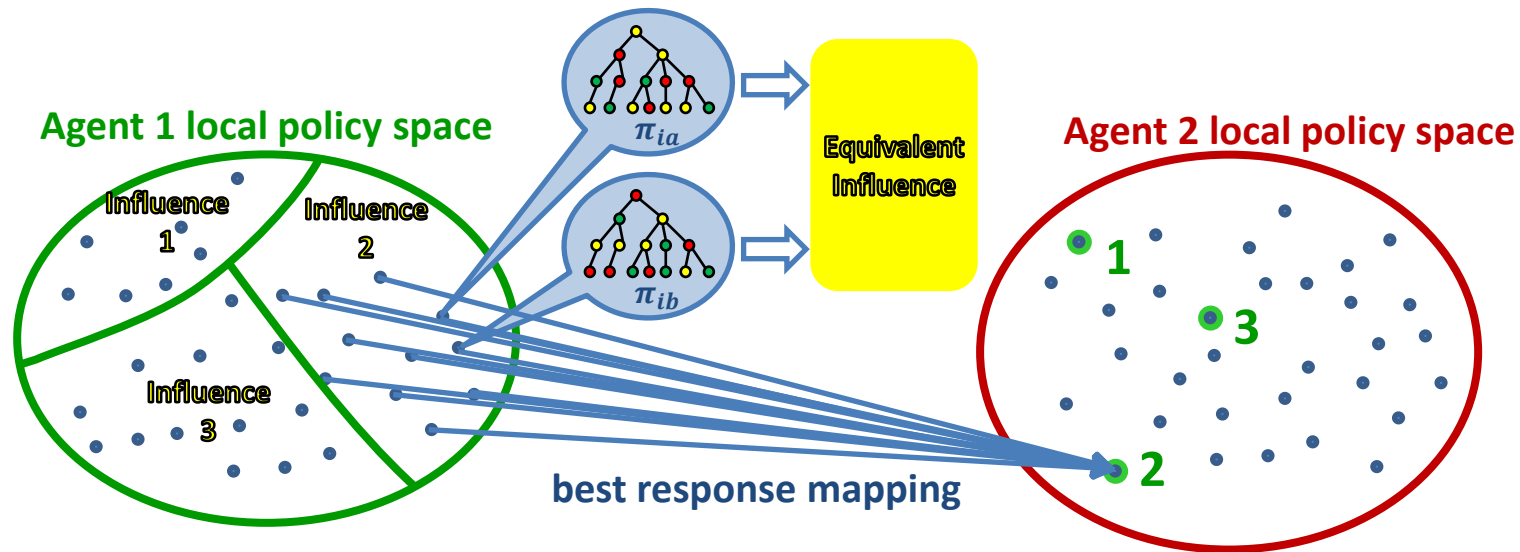 Agent 1 local policy space
Influence
1
Influence
2
Influence
3
π_ia
π_ib
Equivalent
Influence
best response mapping
Agent 2 local policy space
1
3
2